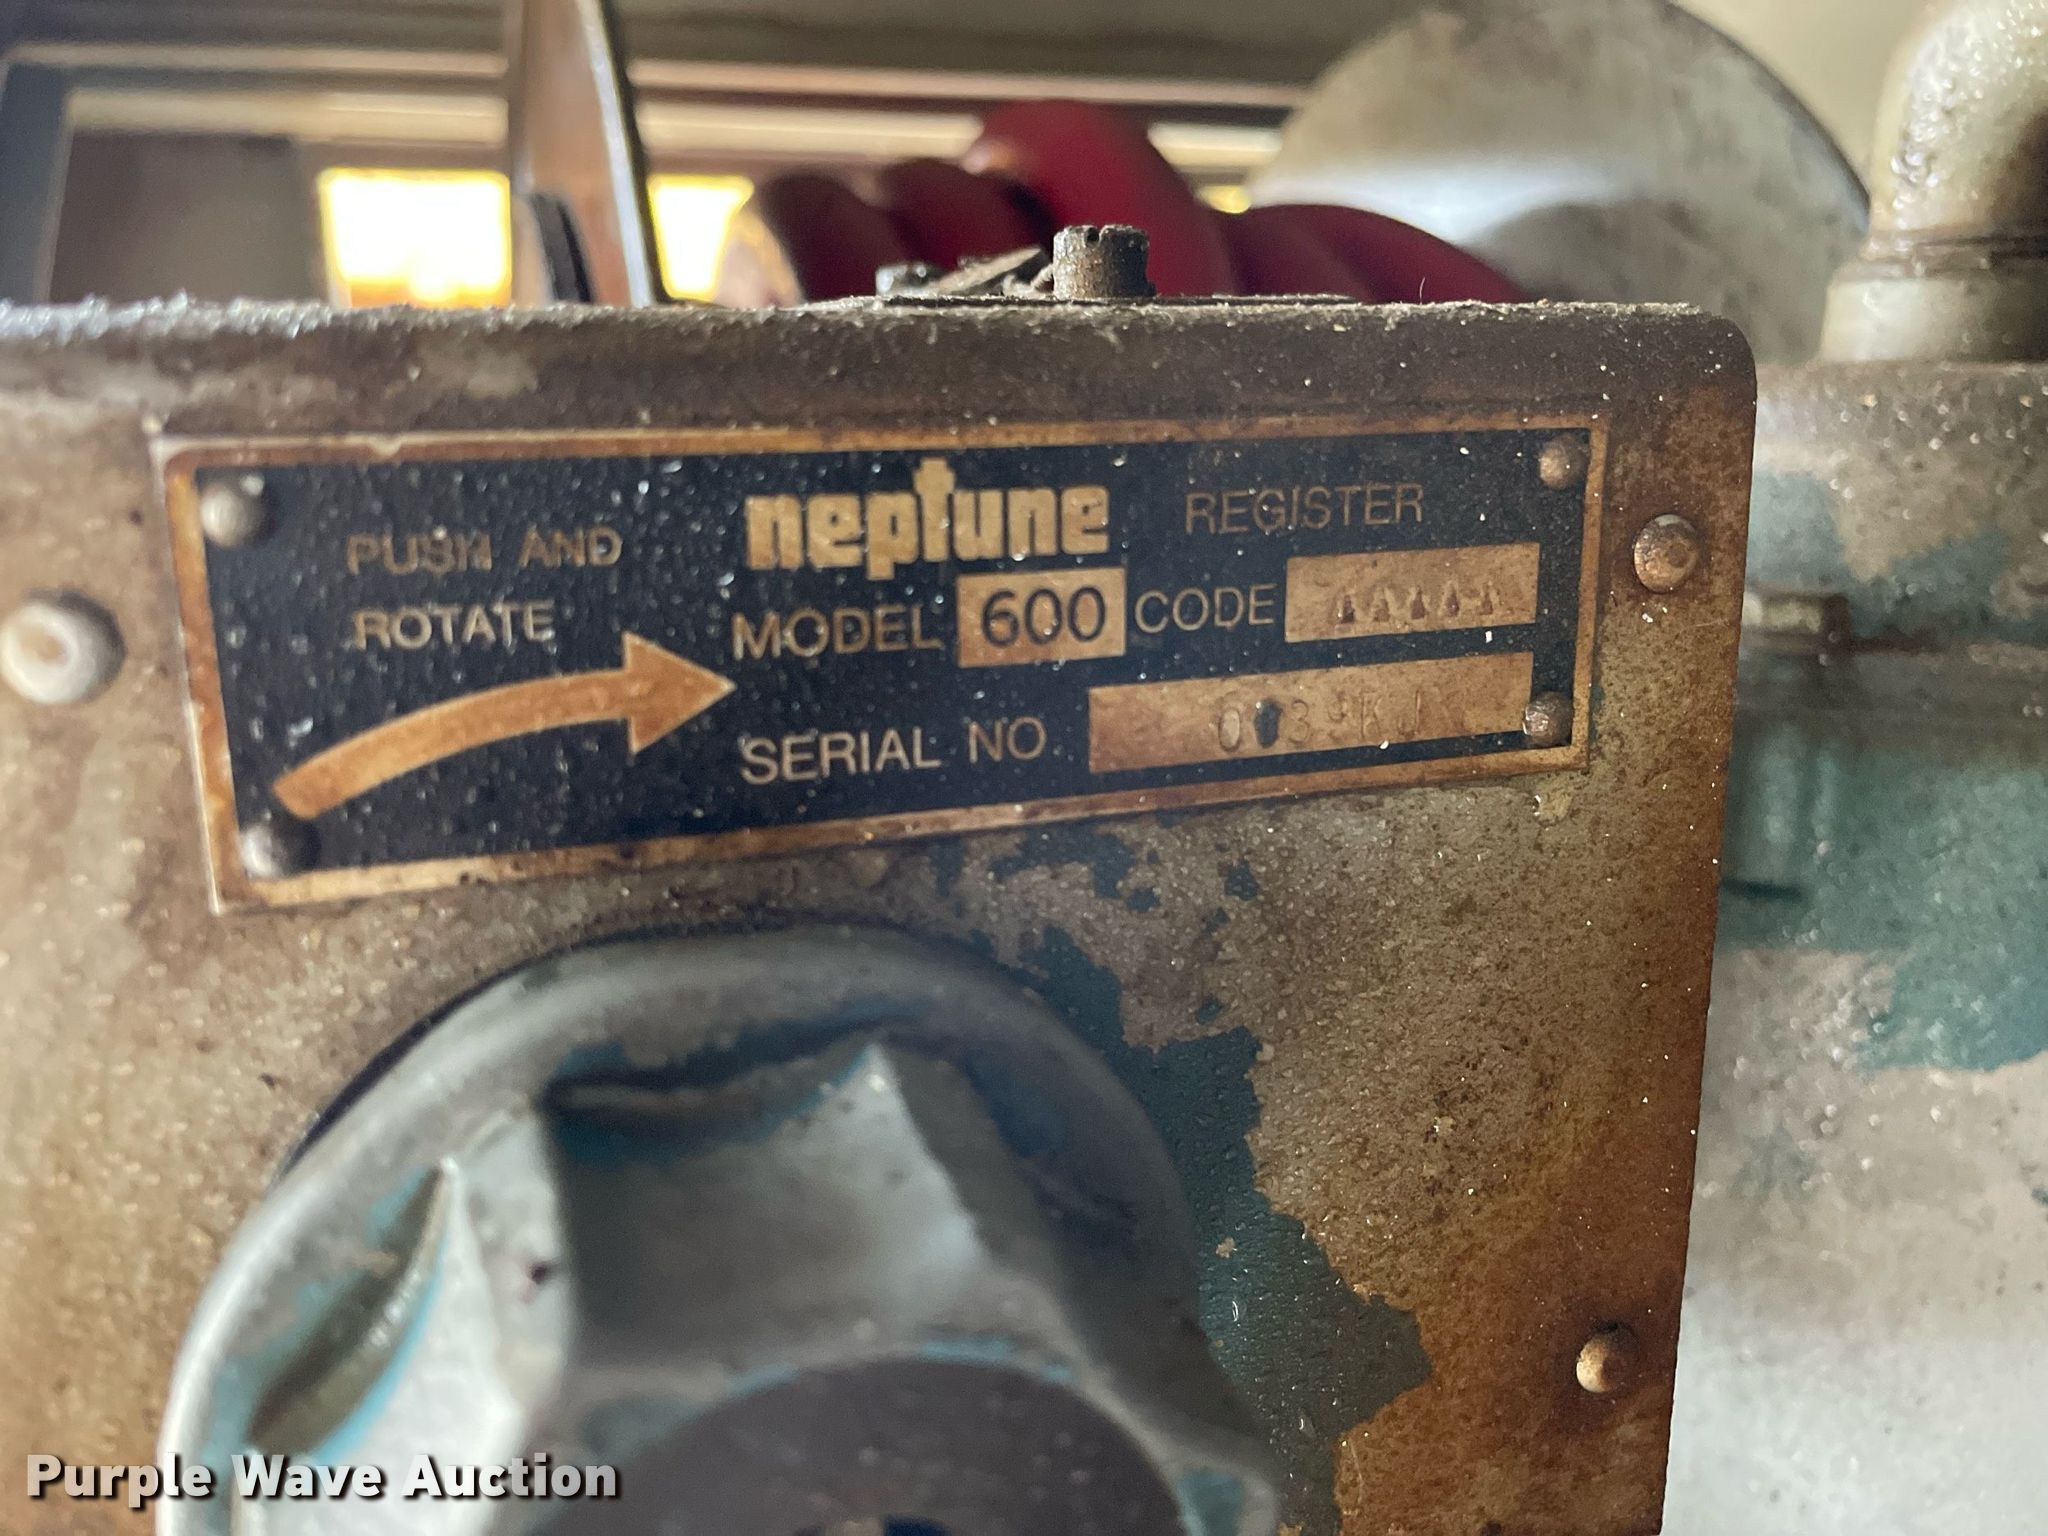 PUSH AND
ROTATE
neptune REGISTER
MODEL 600 CODE
SERIAL NO
Purple Wave Auction